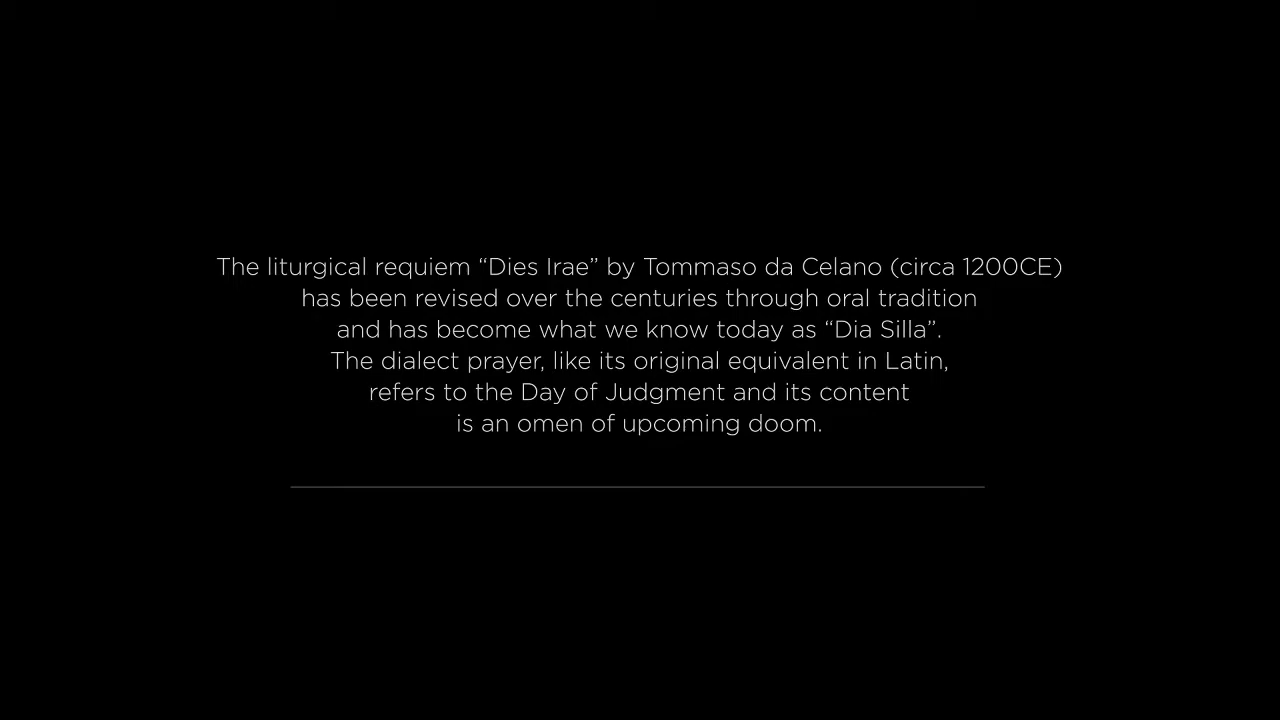 The liturgical requiem “Dies Irae” by Tommaso da Celano (circa 1200CE)
has been revised over the centuries through oral tradition
and has become what we know today as “Dia Silla”.
The dialect prayer, like its original equivalent in Latin,
refers to the Day of Judgment and its content
is an omen of upcoming doom.